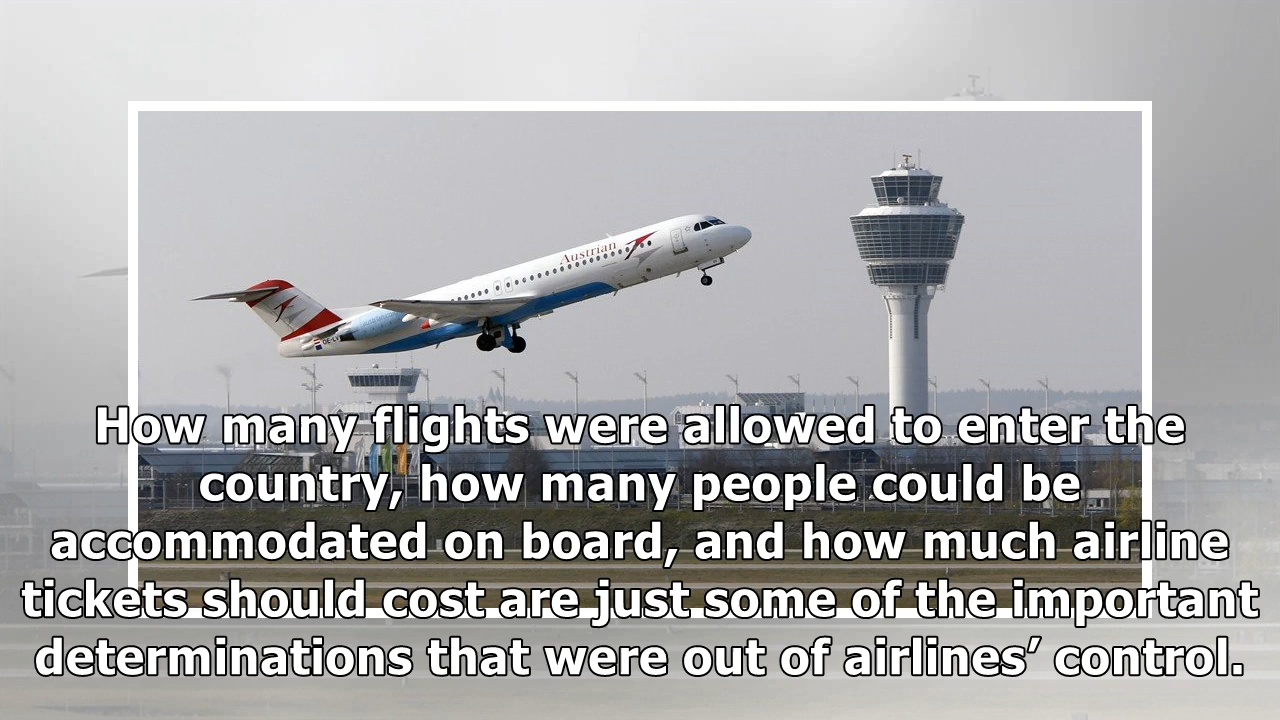 Austrian
How many flights were allowed to enter the
country, how many people could be
accommodated on board, and how much airline
tickets should cost are just some of the important
determinations that were out of airlines’ control.